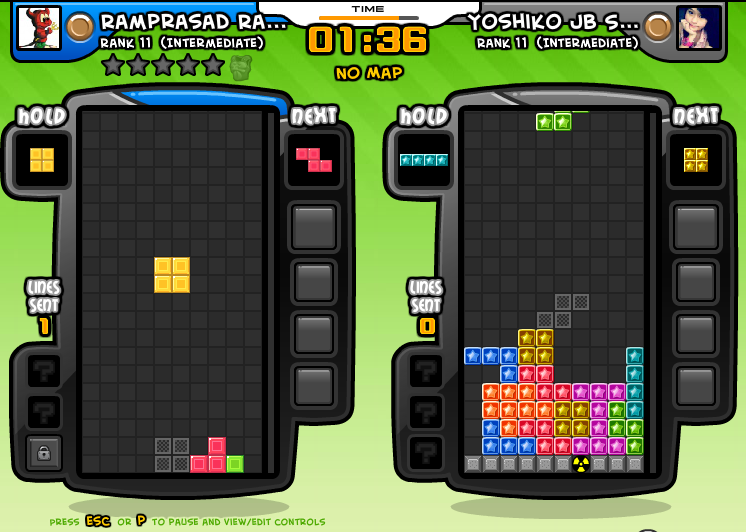 TIME
01:36
NO MAP
RAMPRASAD RA...
RANK 11 (INTERMEDIATE)
YOSHIKO JB S...
RANK 11 (INTERMEDIATE)
HOLD
NEXT
LINES
SENT
1
HOLD
NEXT
LINES
SENT
0
?
?
?
?
?
PRESS ESC OR P TO PAUSE AND VIEW/EDIT CONTROLS